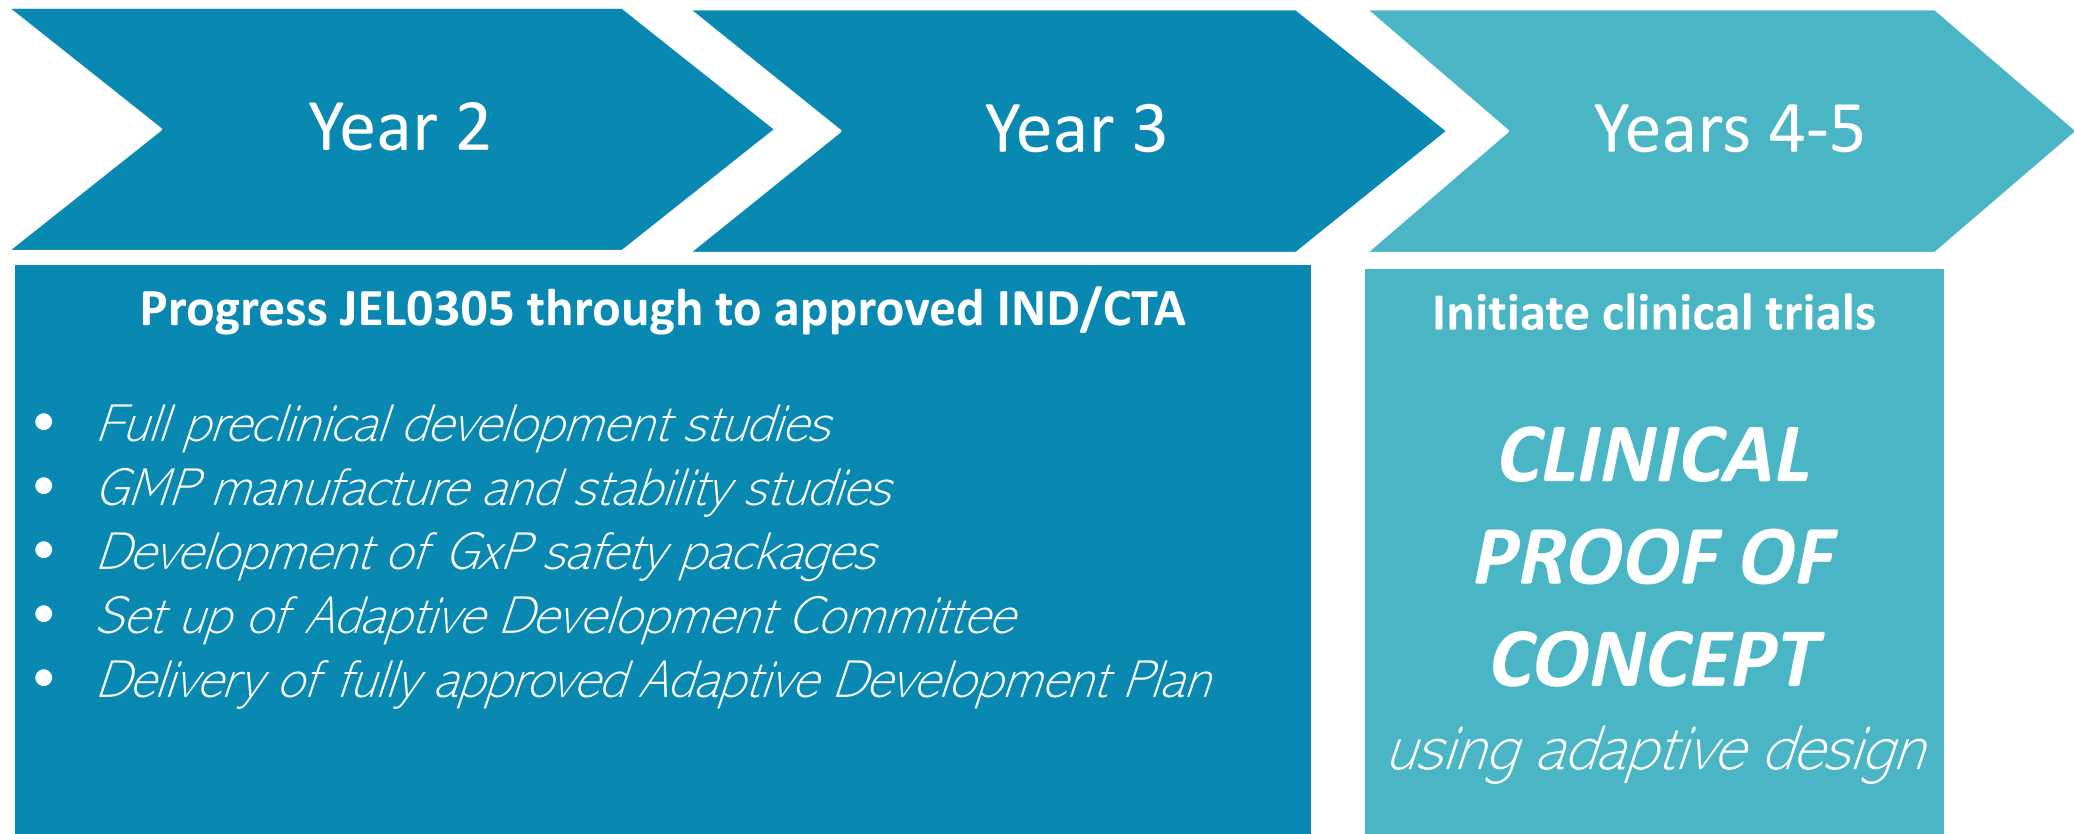 Year 2
Year 3
Years 4-5
Progress JEL0305 through to approved IND/CTA
• Full preclinical development studies
• GMP manufacture and stability studies
• Development of GxP safety packages
• Set up of Adaptive Development Committee
• Delivery of fully approved Adaptive Development Plan
Initiate clinical trials
CLINICAL
PROOF OF
CONCEPT
using adaptive design